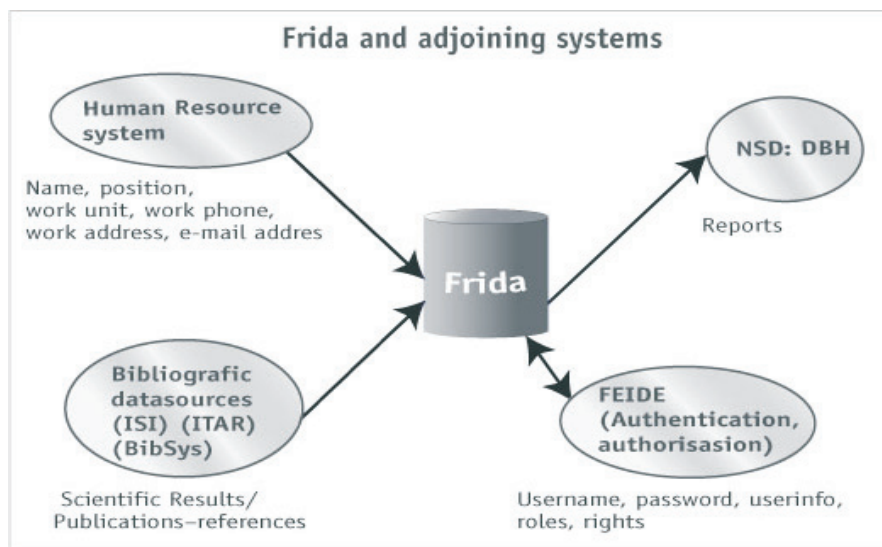 Frida and adjoining systems
Human Resource
system
Name, position,
work unit, work phone,
work address, e-mail addres
NSD: DBH
Reports
Frida
Bibliografic
datasources
(ISI) (ITAR)
(BibSys)
Scientific Results/
Publications–references
FEIDE
(Authentication,
authorisasion)
Username, password, userinfo,
roles, rights